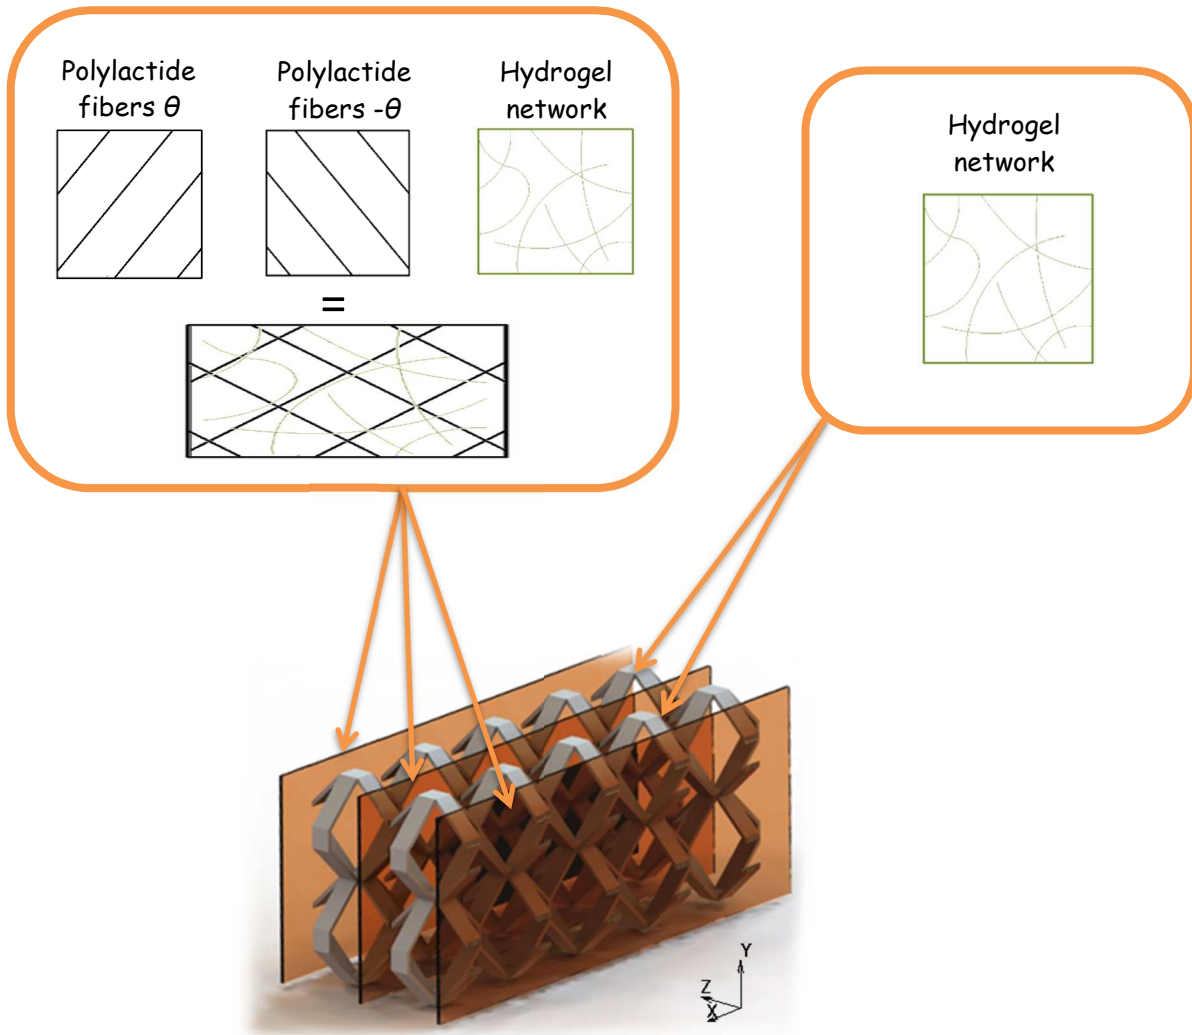 Polylactide
fibers θ
Polylactide
fibers -θ
Hydrogel
network
=
Hydrogel
network
Y
Z
X